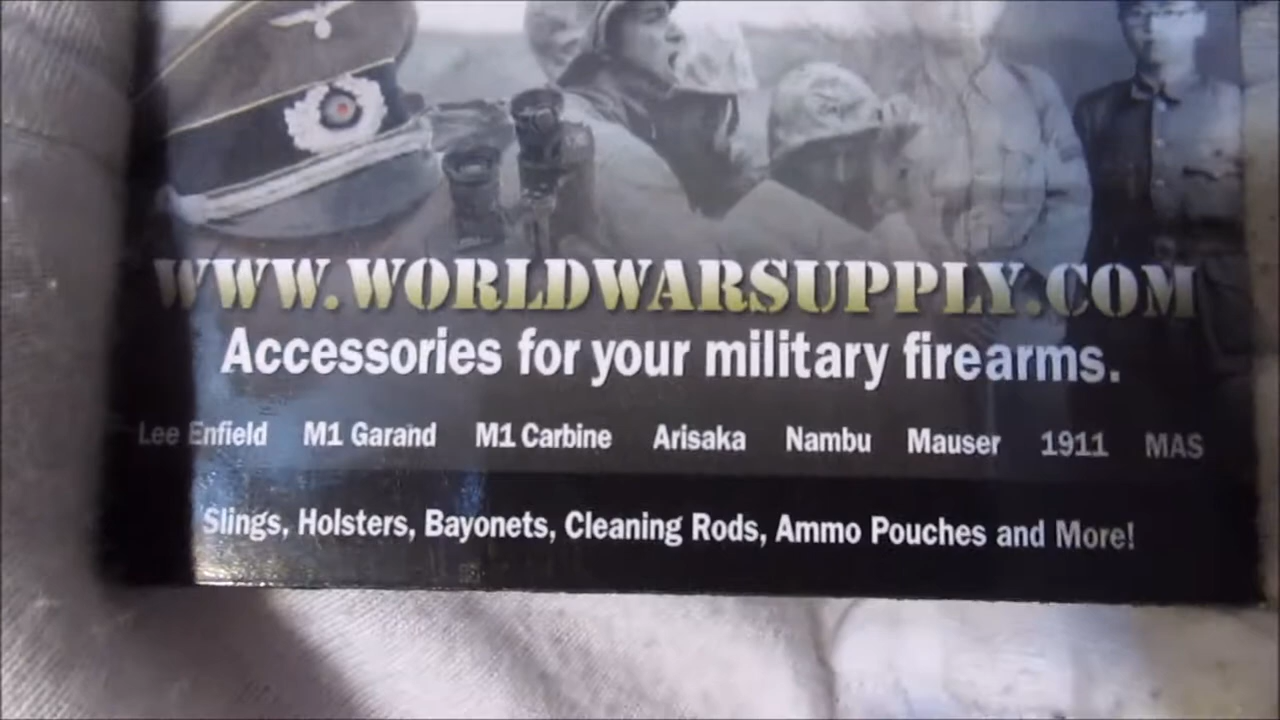 WWW.WORLDWARSUPPLY.COM
Accessories for your military firearms.
Lee Enfield M1 Garand M1 Carbine Arisaka Nambu Mauser 1911 MAS
Slings, Holsters, Bayonets, Cleaning Rods, Ammo Pouches and More!